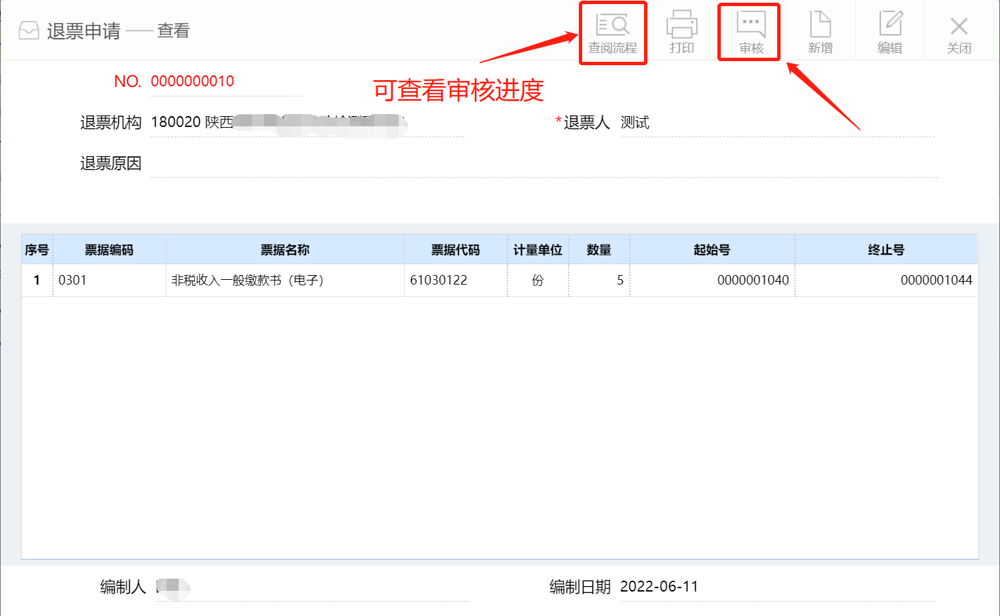 退票申请 —— 查看
查阅流程 打印 审核 新增 编辑 关闭
NO. 0000000010
可查看审核进度
退票机构 180020 陕西
*退票人 测试
退票原因
序号 票据编码 票据名称 票据代码 计量单位 数量 起始号 终止号
1 0301 非税收入一般缴款书（电子） 61030122 份 5 0000001040 0000001044
编制人
编制日期 2022-06-11